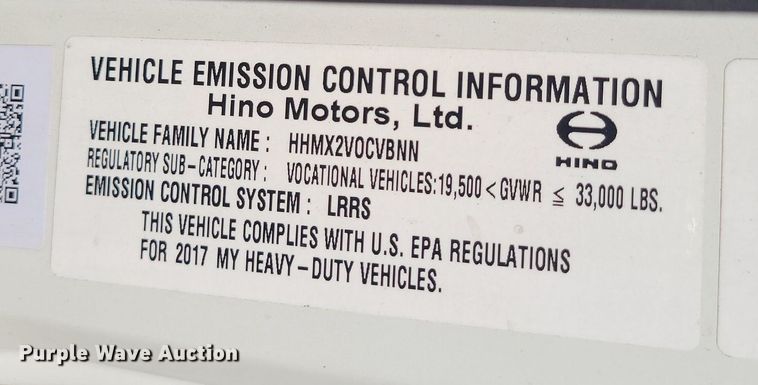 VEHICLE EMISSION CONTROL INFORMATION
Hino Motors, Ltd.
HINO
VEHICLE FAMILY NAME : HHMX2VOCVBNN
REGULATORY SUB-CATEGORY : VOCATIONAL VEHICLES:19,500 < GVWR ≦ 33,000 LBS.
EMISSION CONTROL SYSTEM : LRRS
THIS VEHICLE COMPLIES WITH U.S. EPA REGULATIONS
FOR 2017 MY HEAVY-DUTY VEHICLES.
Purple Wave Auction